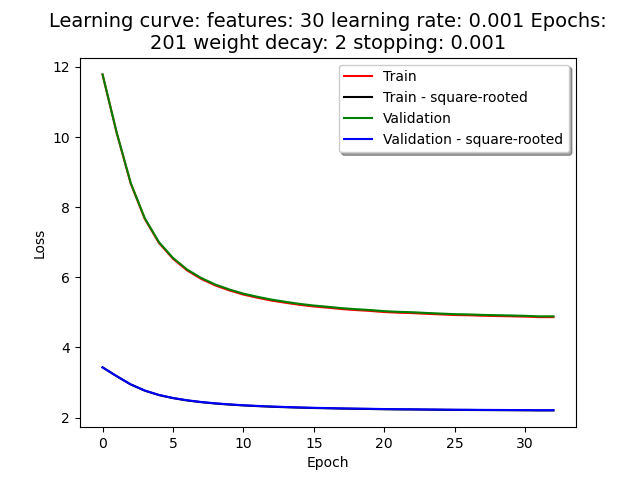 Learning curve: features: 30 learning rate: 0.001 Epochs:
201 weight decay: 2 stopping: 0.001
Train
Train - square-rooted
Validation
Validation - square-rooted
Loss
12
10
8
6
4
2
0 5 10 15 20 25 30
Epoch